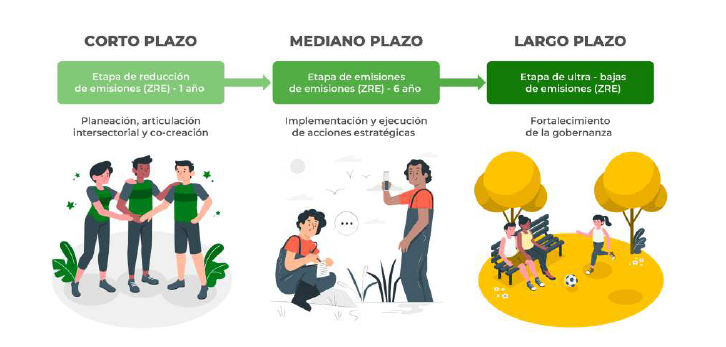 CORTO PLAZO
Etapa de reducción
de emisiones (ZRE) - 1 año
Planeación, articulación
intersectorial y co-creación
MEDIANO PLAZO
Etapa de emisiones
de emisiones (ZRE) - 6 año
Implementación y ejecución
de acciones estratégicas
LARGO PLAZO
Etapa de ultra - bajas
de emisiones (ZRE)
Fortalecimiento
de la gobernanza